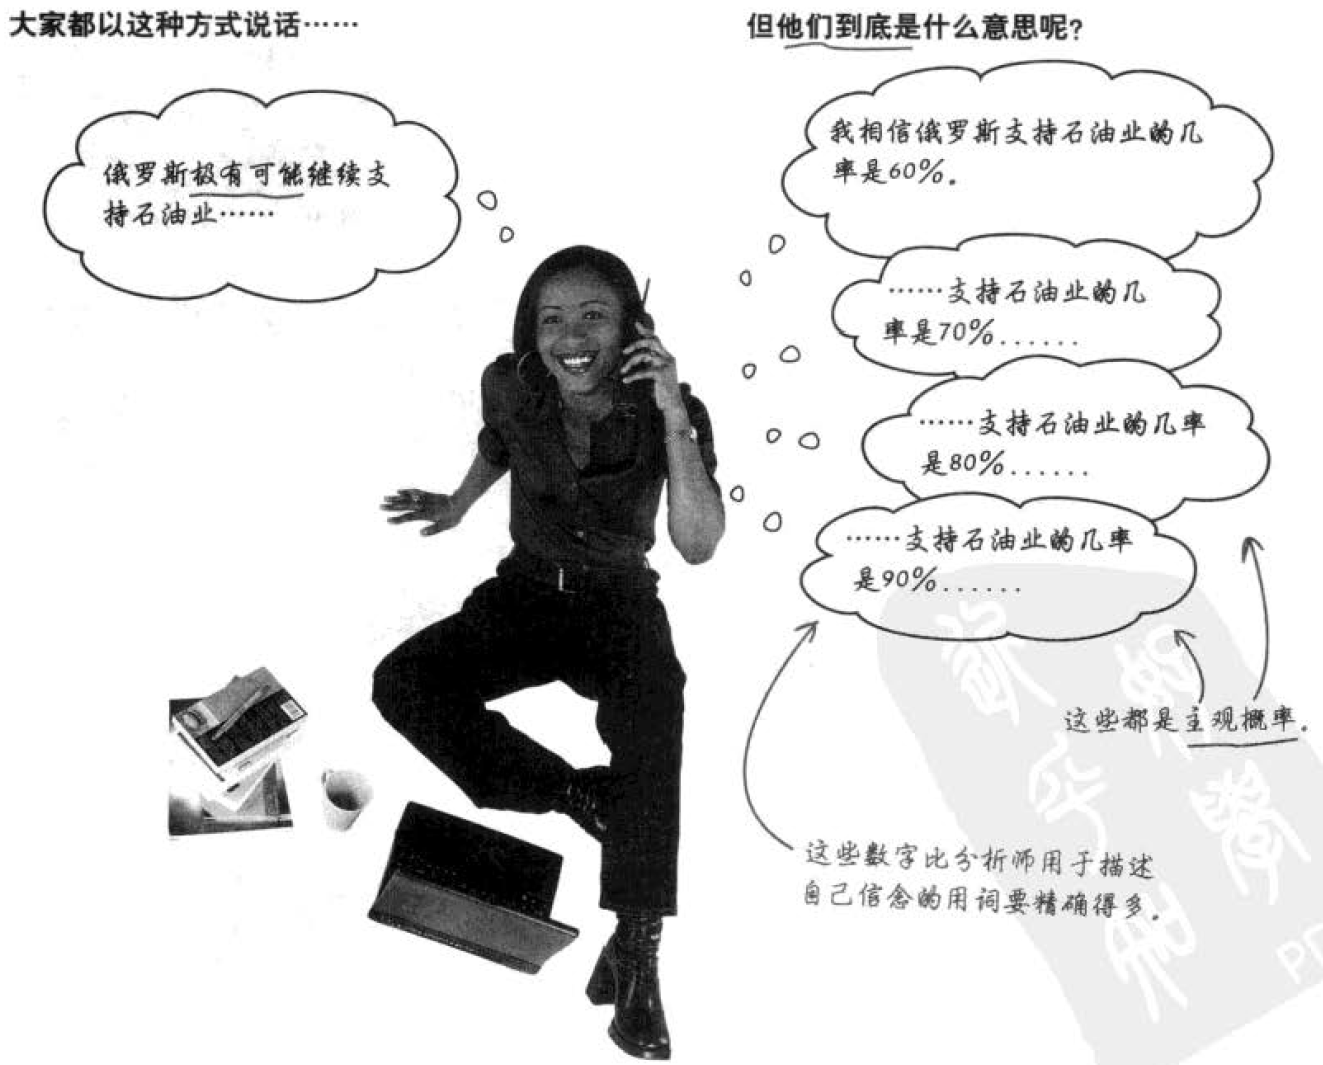 大家都以这种方式说话……
但他们到底是什么意思呢?
俄罗斯极有可能继续支
持石油业……
我相信俄罗斯支持石油业的几
率是60%。
……支持石油业的几
率是70%......
……支持石油业的几率
是80%......
……支持石油业的几率
是90%......
这些都是主观概率。
这些数字比分析师用于描述
自己信念的用词要精确得多。